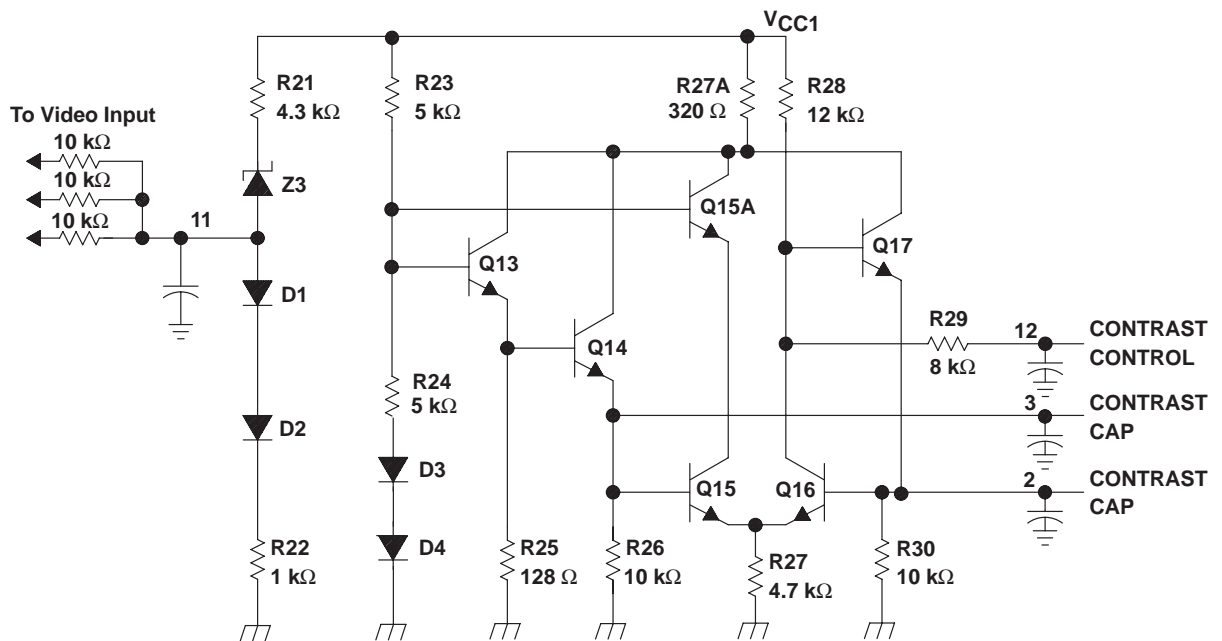 VCC1
R21
4.3 kΩ
R23
5 kΩ
R27A
320 Ω
R28
12 kΩ
To Video Input
10 kΩ
10 kΩ
10 kΩ
Z3
11
Q15A
Q17
Q13
D1
R29
8 kΩ
12
CONTRAST
CONTROL
Q14
R24
5 kΩ
3
CONTRAST
CAP
D2
D3
Q15
Q16
2
CONTRAST
CAP
D4
R22
1 kΩ
R25
128 Ω
R26
10 kΩ
R27
4.7 kΩ
R30
10 kΩ